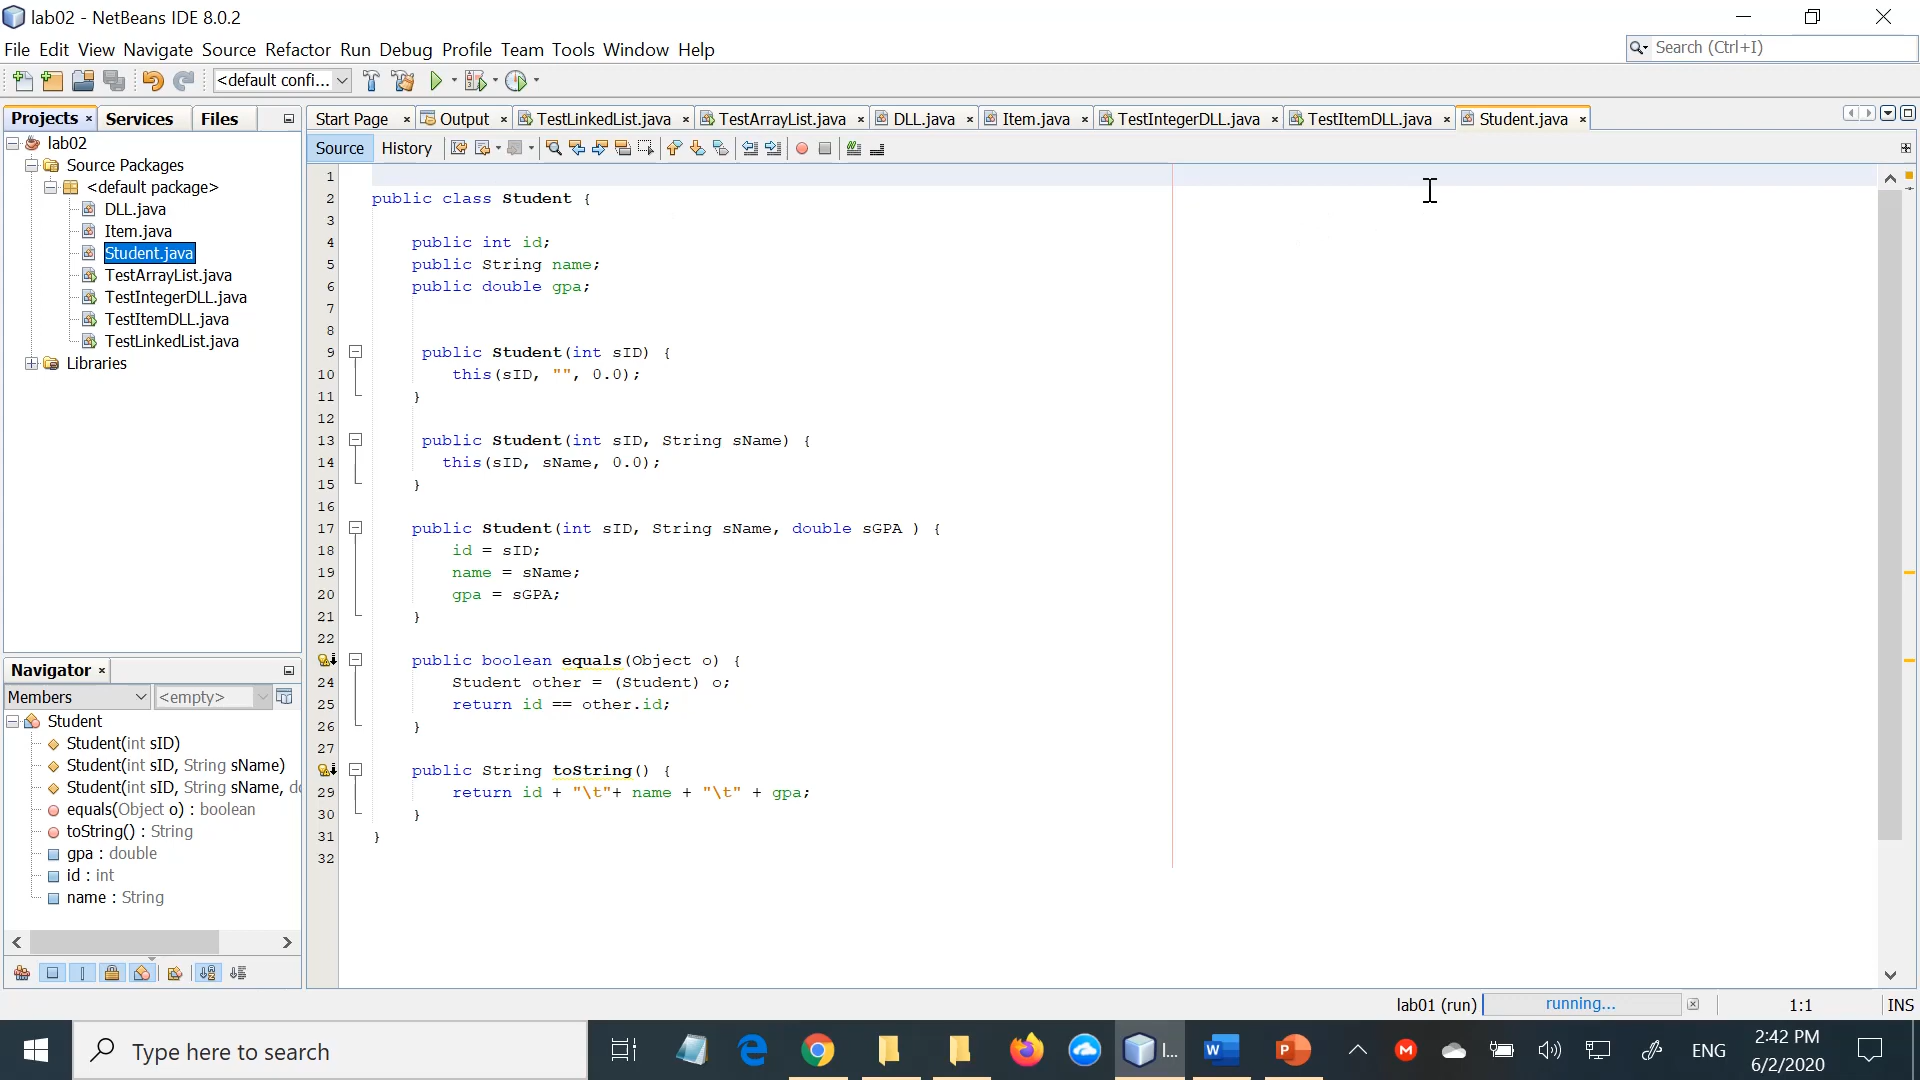 lab02 - NetBeans IDE 8.0.2
File Edit View Navigate Source Refactor Run Debug Profile Team Tools Window Help
Search (Ctrl+I)
<default confi...
Projects Services Files
lab02
Source Packages
<default package>
DLL.java
Item.java
Student.java
TestArrayList.java
TestIntegerDLL.java
TestItemDLL.java
TestLinkedList.java
Libraries
Start Page Output TestLinkedList.java TestArrayList.java DLL.java Item.java TestIntegerDLL.java TestItemDLL.java Student.java
Source History
1
2 public class Student {
3
4 public int id;
5 public String name;
6 public double gpa;
7
8
9 public Student(int sID) {
10 this(sID, "", 0.0);
11 }
12
13 public Student(int sID, String sName) {
14 this(sID, sName, 0.0);
15 }
16
17 public Student(int sID, String sName, double sGPA ) {
18 id = sID;
19 name = sName;
20 gpa = sGPA;
21 }
22
public boolean equals(Object o) {
24 Student other = (Student) o;
25 return id == other.id;
26 }
27
public String toString() {
29 return id + "\t"+ name + "\t" + gpa;
30 }
31 }
32
Navigator
Members <empty>
Student
Student(int sID)
Student(int sID, String sName)
Student(int sID, String sName, do
equals(Object o) : boolean
toString() : String
gpa : double
id : int
name : String
lab01 (run) running... 1:1 INS
Type here to search
I...
ENG
2:42 PM
6/2/2020